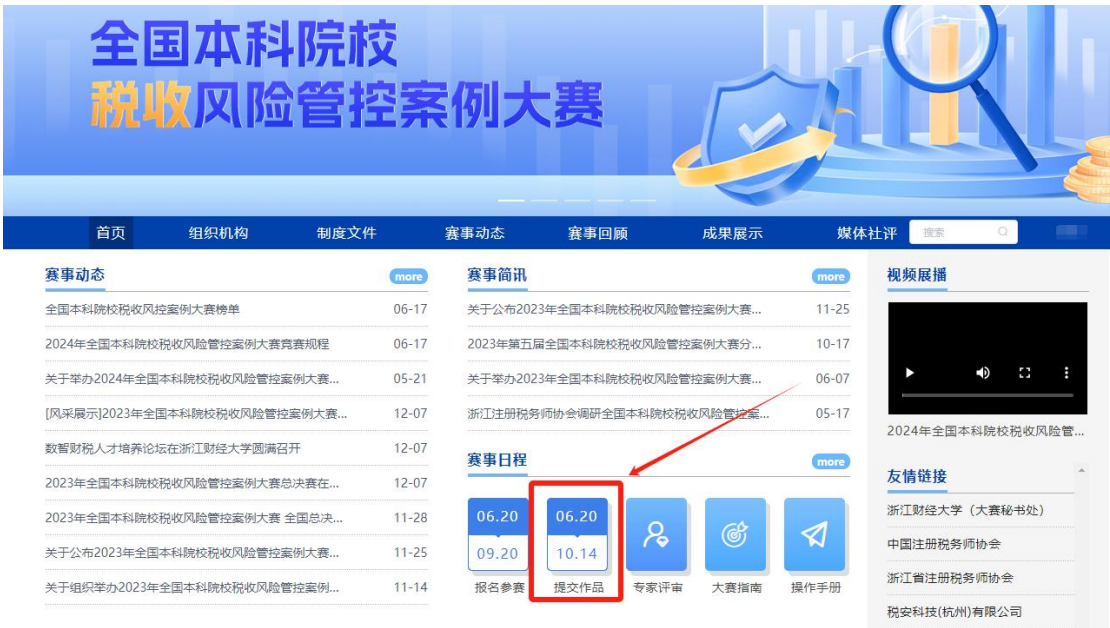 全国本科院校
税收风险管控案例大赛
首页 组织机构 制度文件 赛事动态 赛事回顾 成果展示 媒体社评 搜索
赛事动态 more
全国本科院校税收风控案例大赛榜单 06-17
2024年全国本科院校税收风险管控案例大赛竞赛规程 06-17
关于举办2024年全国本科院校税收风险管控案例大赛... 05-21
[风采展示]2023年全国本科院校税收风险管控案例大赛... 12-07
数智财税人才培养论坛在浙江财经大学圆满召开 12-07
2023年全国本科院校税收风险管控案例大赛总决赛在... 12-07
2023年全国本科院校税收风险管控案例大赛 全国总决... 11-28
关于公布2023年全国本科院校税收风险管控案例大赛... 11-25
关于组织举办2023年全国本科院校税收风险管控案例... 11-14
赛事简讯 more
关于公布2023年全国本科院校税收风险管控案例大赛... 11-25
2023年第五届全国本科院校税收风险管控案例大赛分... 10-17
关于举办2023年全国本科院校税收风险管控案例大赛... 06-07
浙江注册税务师协会调研全国本科院校税收风险管控案... 05-17
赛事日程 more
06.20 06.20
09.20 10.14
报名参赛 提交作品 专家评审 大赛指南 操作手册
视频展播
2024年全国本科院校税收风险管...
友情链接
浙江财经大学（大赛秘书处）
中国注册税务师协会
浙江省注册税务师协会
税安科技(杭州)有限公司